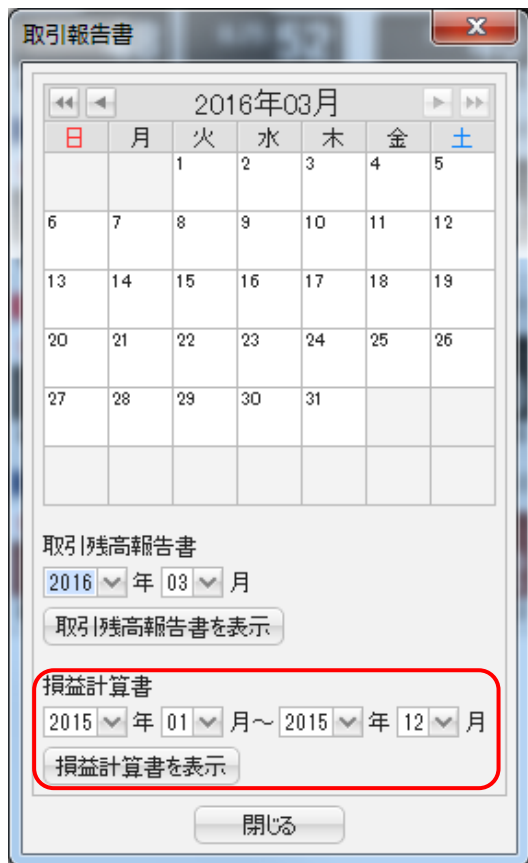 取引報告書
2016年03月
日 月 火 水 木 金 土
1 2 3 4 5
6 7 8 9 10 11 12
13 14 15 16 17 18 19
20 21 22 23 24 25 26
27 28 29 30 31
取引残高報告書
2016 年 03 月
取引残高報告書を表示
損益計算書
2015 年 01 月～ 2015 年 12 月
損益計算書を表示
閉じる